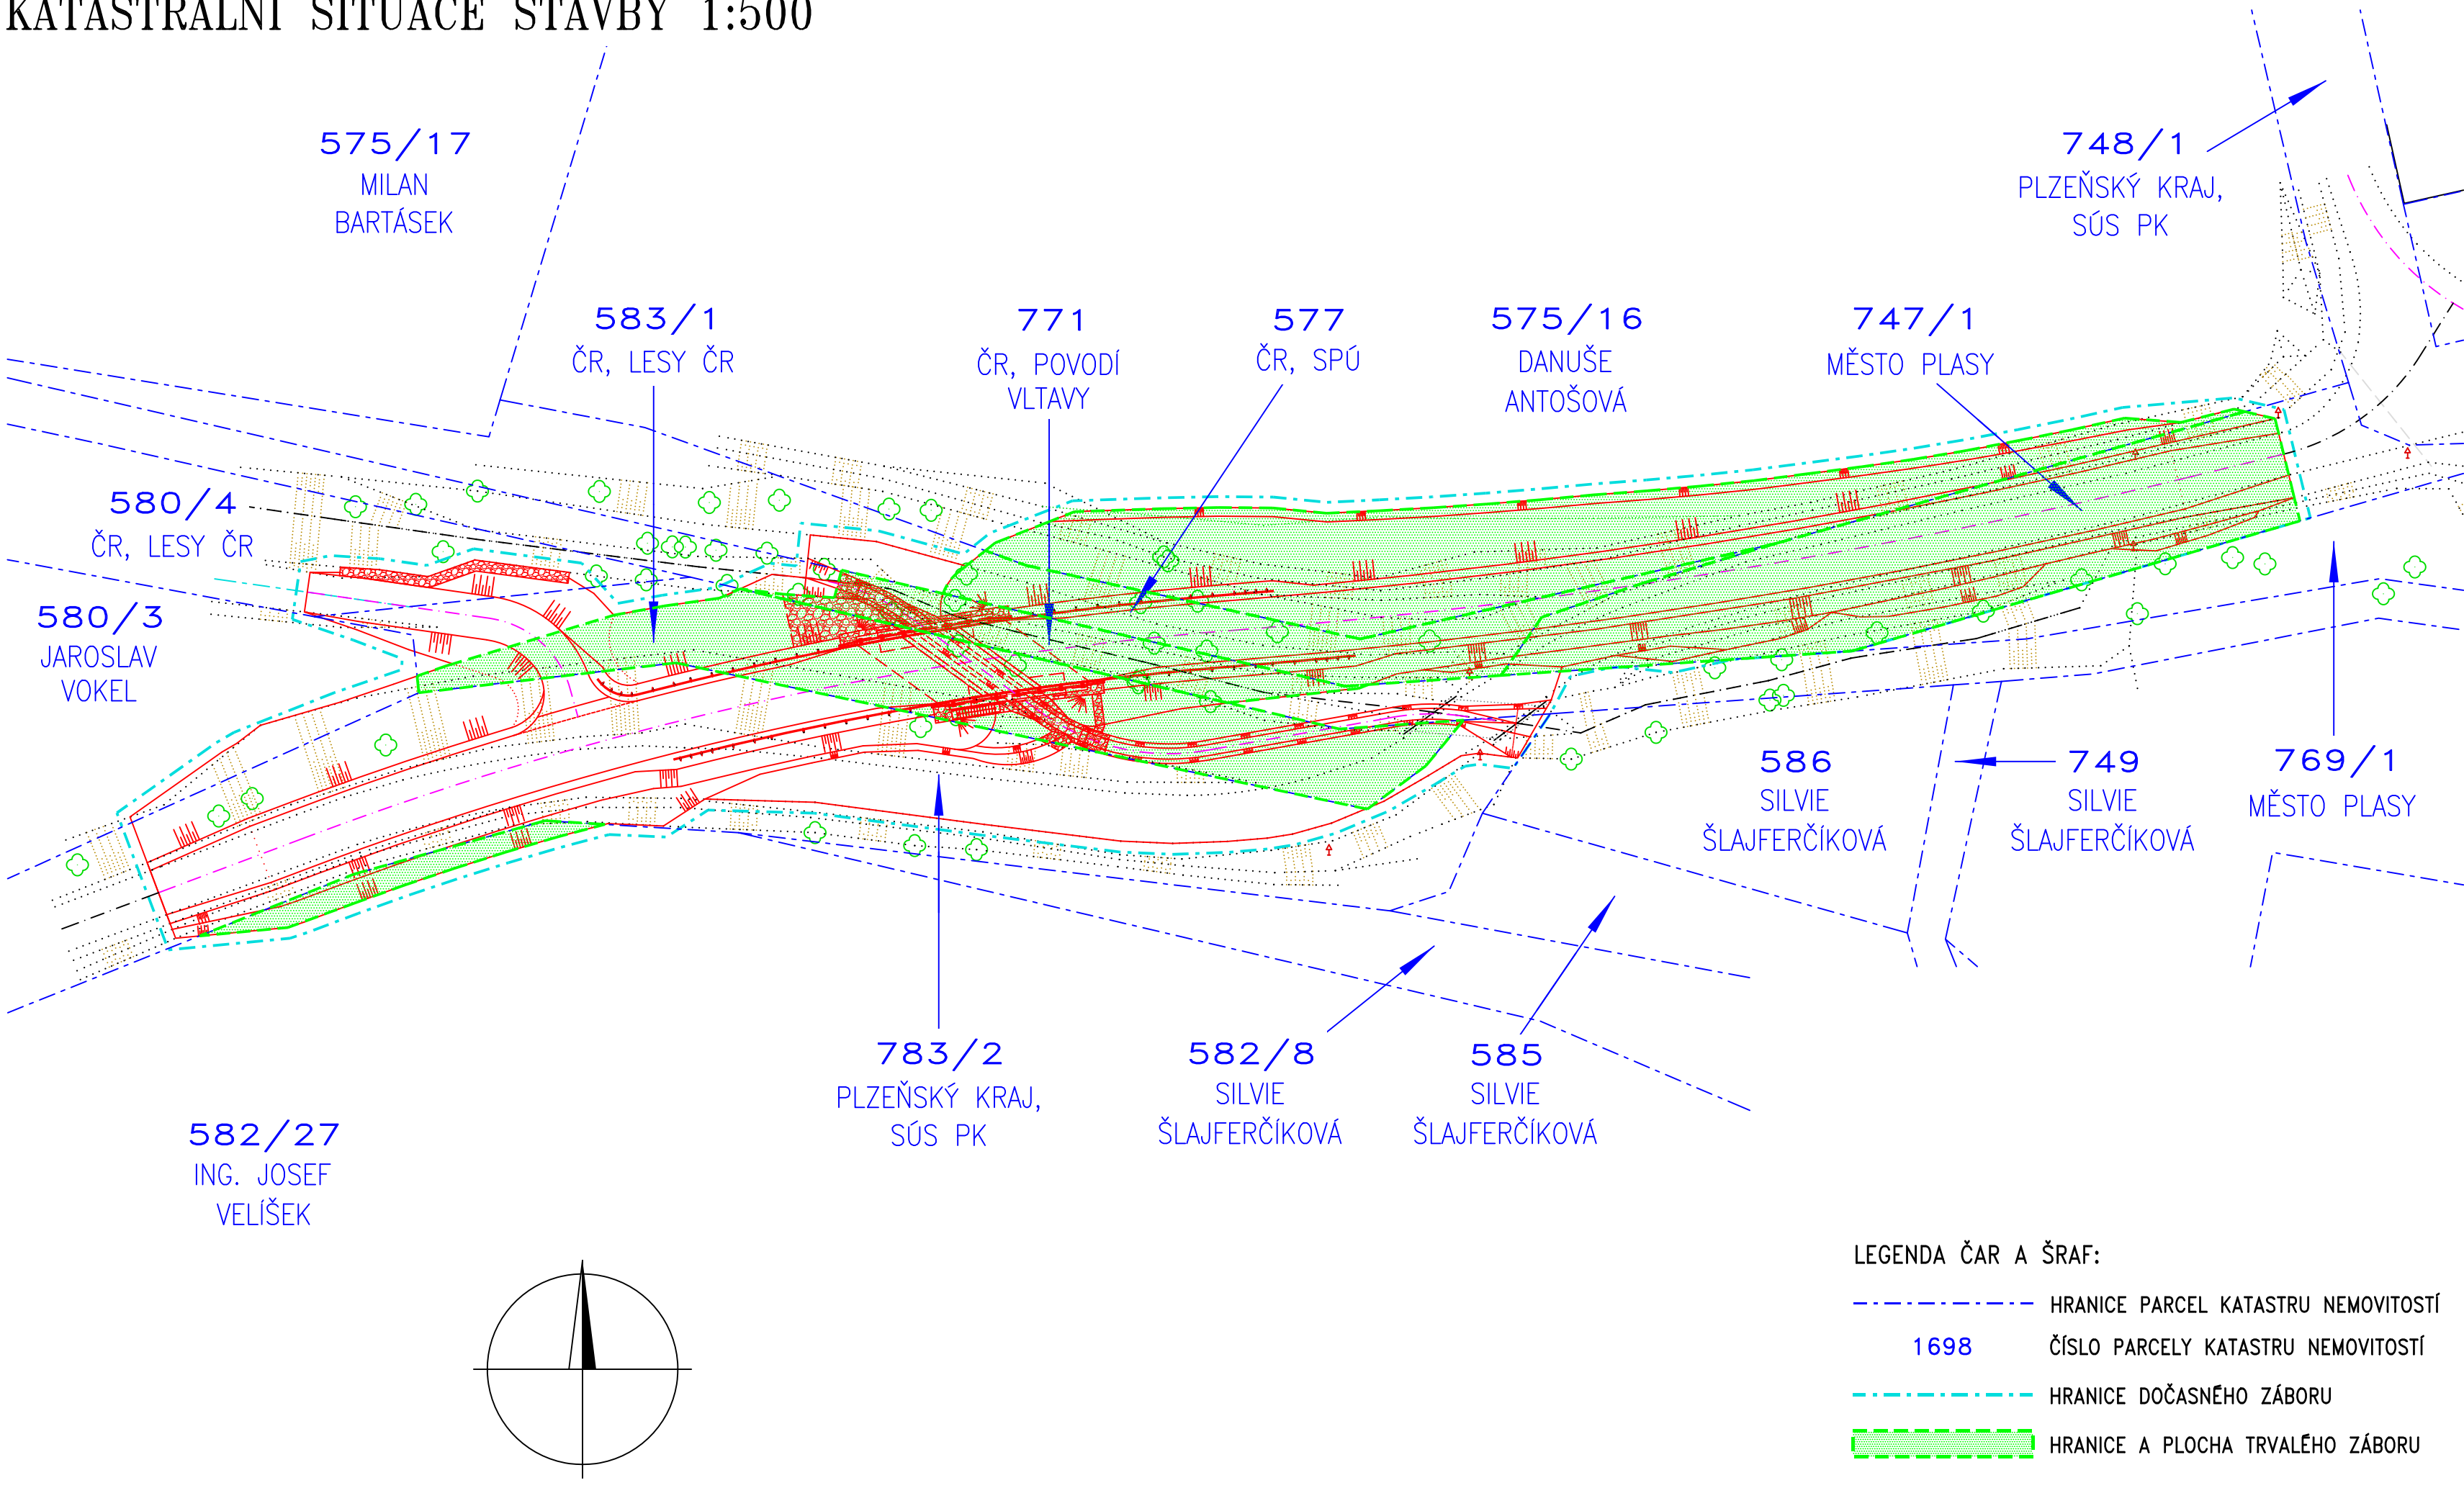 KATASTRÁLNÍ SITUACE STAVBY 1:500
575/17
MILAN
BARTÁSEK
748/1
PLZEŇSKÝ KRAJ,
SÚS PK
583/1
ČR, LESY ČR
771
ČR, POVODÍ
VLTAVY
577
ČR, SPÚ
575/16
DANUŠE
ANTOŠOVÁ
747/1
MĚSTO PLASY
580/4
ČR, LESY ČR
580/3
JAROSLAV
VOKEL
586
SILVIE
ŠLAJFERČÍKOVÁ
749
SILVIE
ŠLAJFERČÍKOVÁ
769/1
MĚSTO PLASY
783/2
PLZEŇSKÝ KRAJ,
SÚS PK
582/8
SILVIE
ŠLAJFERČÍKOVÁ
585
SILVIE
ŠLAJFERČÍKOVÁ
582/27
ING. JOSEF
VELÍŠEK
LEGENDA ČAR A ŠRAF:
HRANICE PARCEL KATASTRU NEMOVITOSTÍ
1698 ČÍSLO PARCELY KATASTRU NEMOVITOSTÍ
HRANICE DOČASNÉHO ZÁBORU
HRANICE A PLOCHA TRVALÉHO ZÁBORU